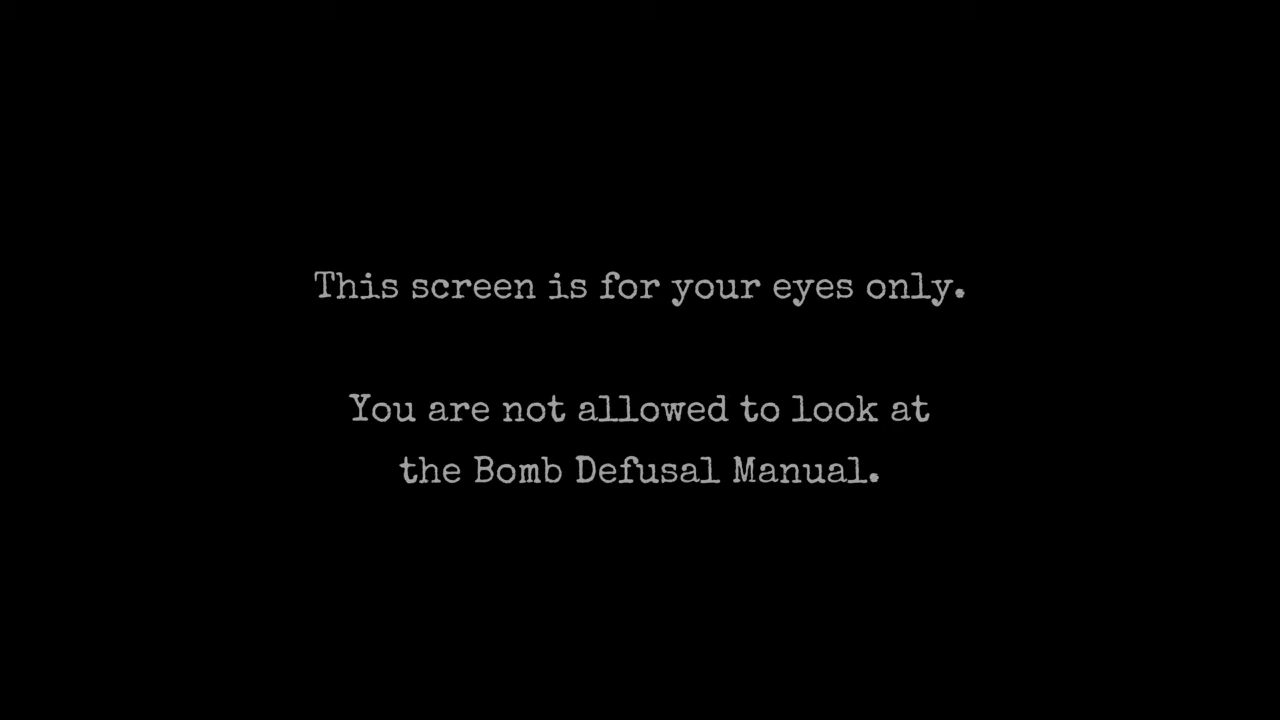 This screen is for your eyes only.
You are not allowed to look at
the Bomb Defusal Manual.